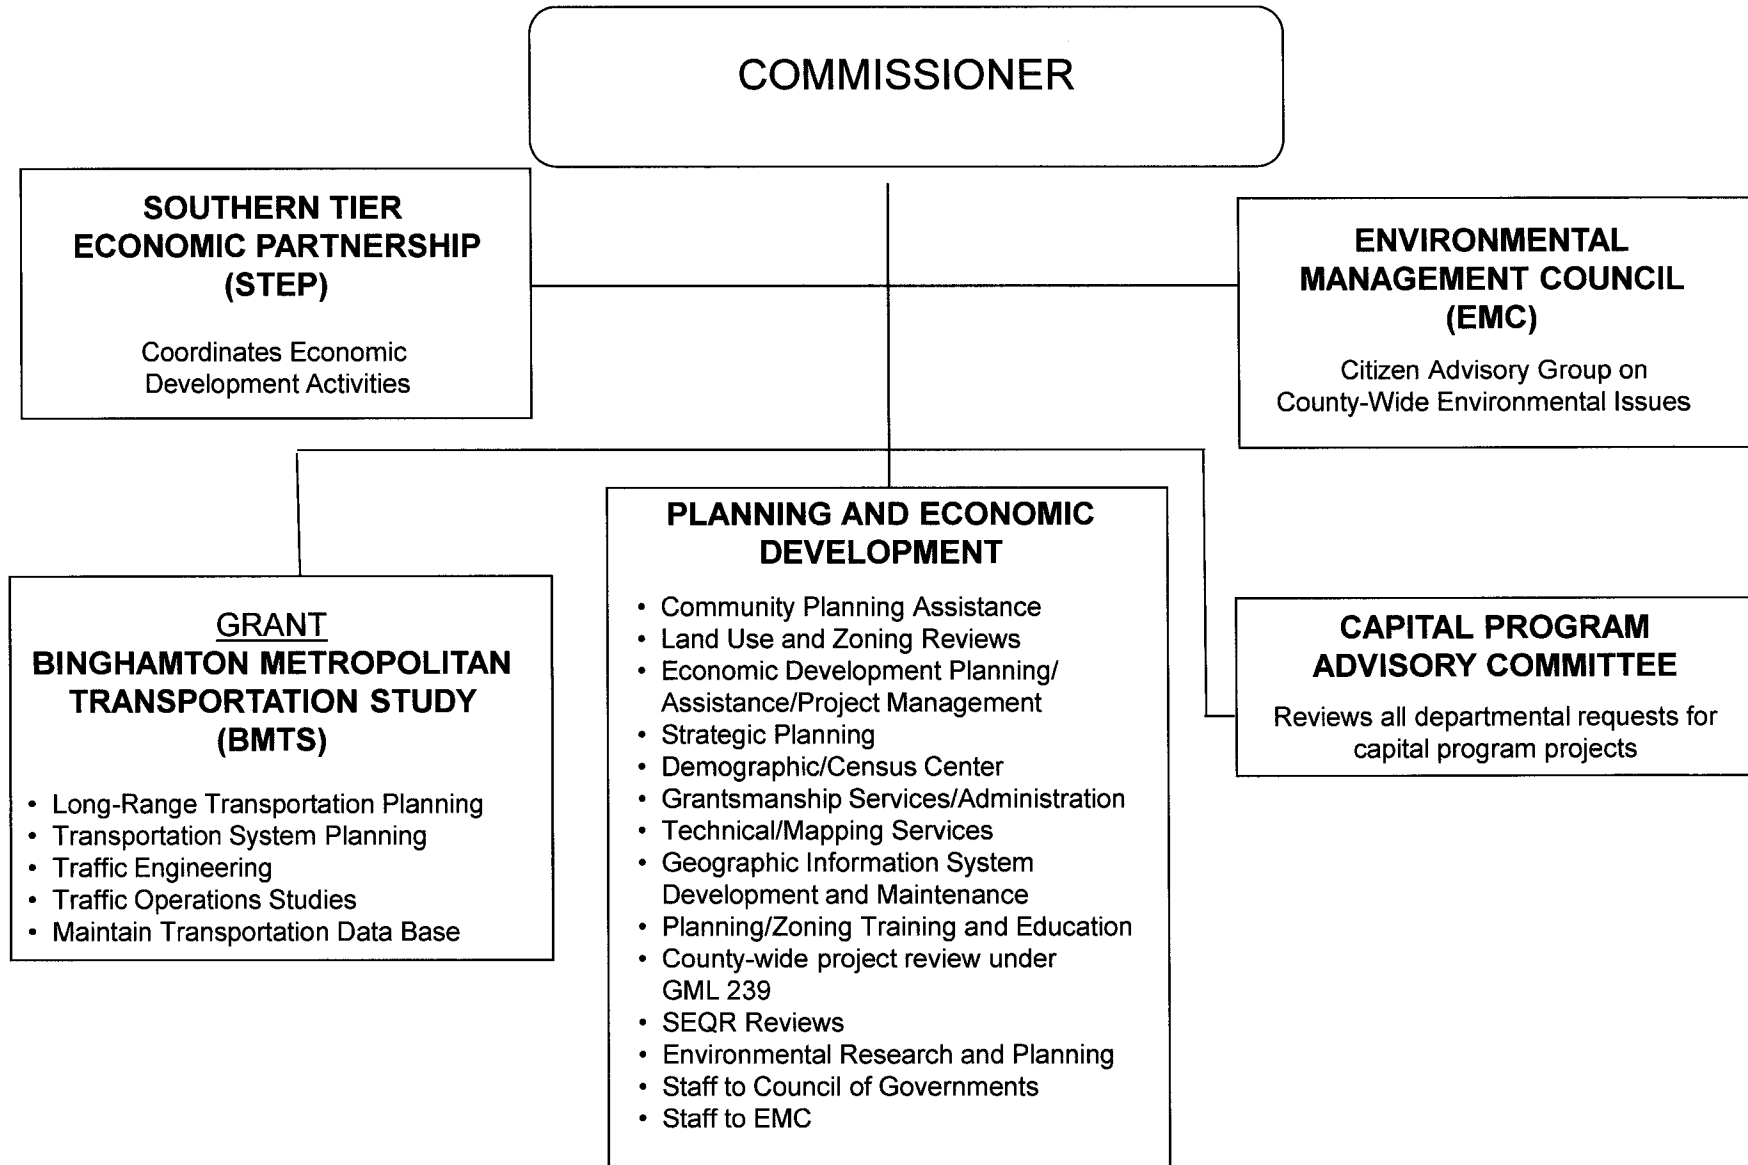 COMMISSIONER
SOUTHERN TIER
ECONOMIC PARTNERSHIP
(STEP)
Coordinates Economic
Development Activities
ENVIRONMENTAL
MANAGEMENT COUNCIL
(EMC)
Citizen Advisory Group on
County-Wide Environmental Issues
GRANT
BINGHAMTON METROPOLITAN
TRANSPORTATION STUDY
(BMTS)
• Long-Range Transportation Planning
• Transportation System Planning
• Traffic Engineering
• Traffic Operations Studies
• Maintain Transportation Data Base
PLANNING AND ECONOMIC
DEVELOPMENT
• Community Planning Assistance
• Land Use and Zoning Reviews
• Economic Development Planning/
Assistance/Project Management
• Strategic Planning
• Demographic/Census Center
• Grantsmanship Services/Administration
• Technical/Mapping Services
• Geographic Information System
Development and Maintenance
• Planning/Zoning Training and Education
• County-wide project review under
GML 239
• SEQR Reviews
• Environmental Research and Planning
• Staff to Council of Governments
• Staff to EMC
CAPITAL PROGRAM
ADVISORY COMMITTEE
Reviews all departmental requests for
capital program projects